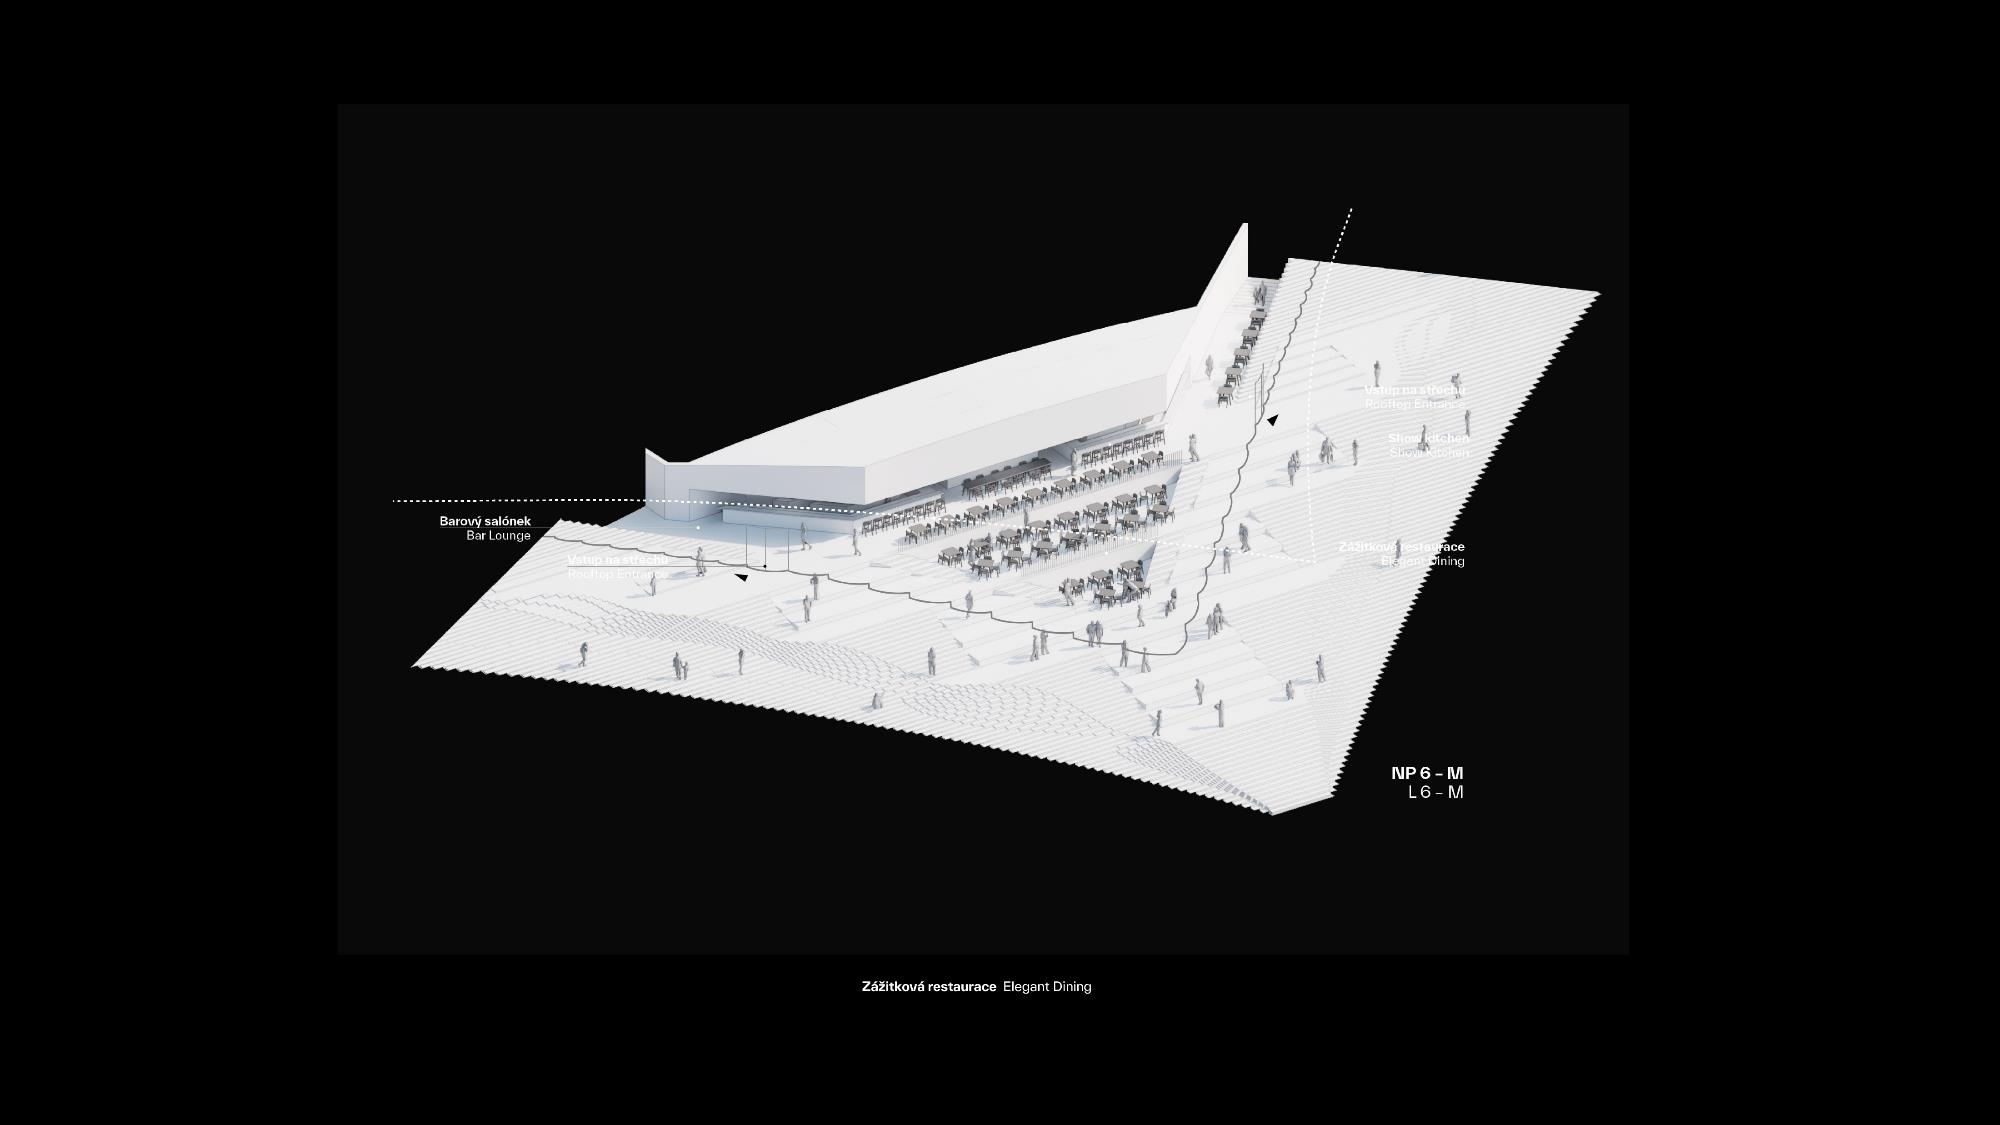 Vstup na střechu
Rooftop Entrance
Show kitchen
Show Kitchen
Barový salónek
Bar Lounge
Zážitková restaurace
Elegant Dining
Vstup na střechu
Rooftop Entrance
NP 6 – M
L 6 – M
Zážitková restaurace Elegant Dining